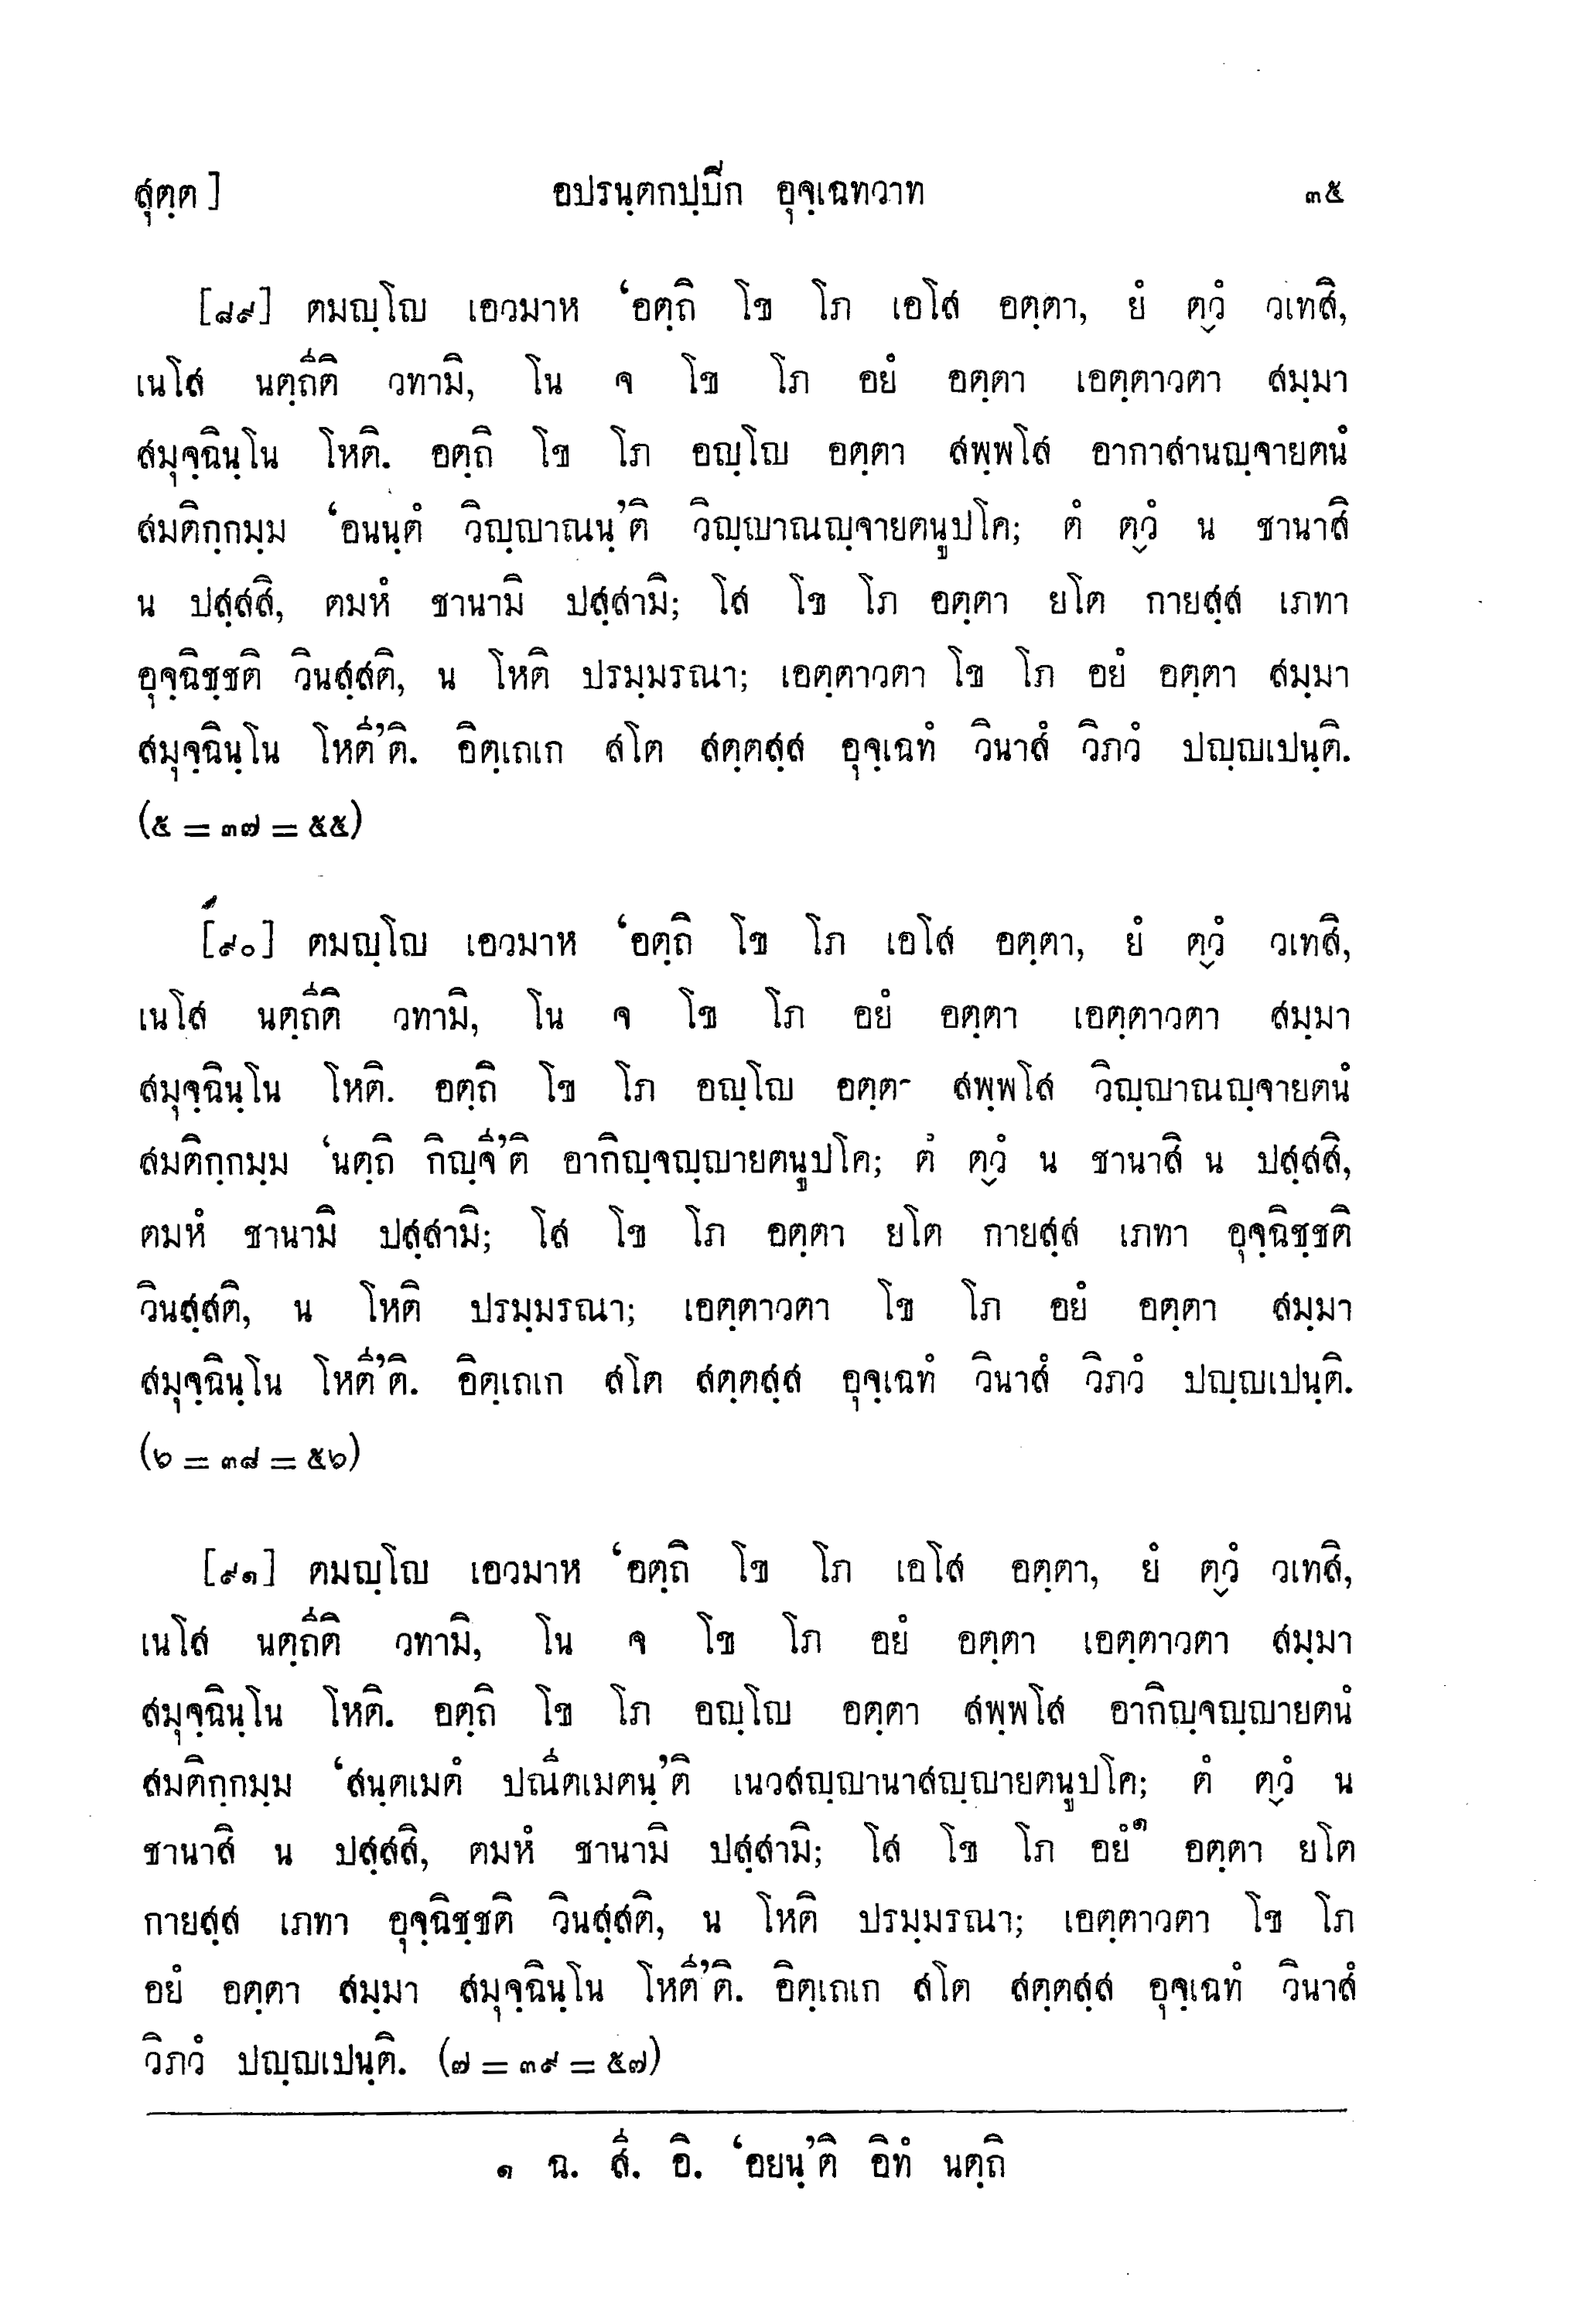 สุตฺต]	อปรนฺตกปฺปิก อุจฺเฉทวาท	๓๕
[๘๙] ตมญฺโญ เอวมาห ‘อตฺถิ โข โภ เอโส อตฺตา, ยํ ตฺวํ วเทสิ,
เนโส นตฺถีติ วทามิ, โน จ โข โภ อยํ อตฺตา เอตฺตาวตา สมฺมา
สมุจฺฉินฺโน โหติ. อตฺถิ โข โภ อญฺโญ อตฺตา สพฺพโส อากาสานญฺจายตนํ
สมติกฺกมฺม ‘อนนฺตํ วิญฺญาณนฺ’ติ วิญฺญาณญฺจายตนูปโค; ตํ ตฺวํ น ชานาสิ
น ปสฺสสิ, ตมหํ ชานามิ ปสฺสามิ; โส โข โภ อตฺตา ยโต กายสฺส เภทา
อุจฺฉิชฺชติ วินสฺสติ, น โหติ ปรมฺมรณา; เอตฺตาวตา โข โภ อยํ อตฺตา สมฺมา
สมุจฺฉินฺโน โหตี’ติ. อิตฺเถเก สโต สตฺตสฺส อุจฺเฉทํ วินาสํ วิภวํ ปญฺญเปนฺติ.
(๕ = ๓๗ = ๕๕)
[๙๐] ตมญฺโญ เอวมาห ‘อตฺถิ โข โภ เอโส อตฺตา, ยํ ตฺวํ วเทสิ,
เนโส นตฺถีติ วทามิ, โน จ โข โภ อยํ อตฺตา เอตฺตาวตา สมฺมา
สมุจฺฉินฺโน โหติ. อตฺถิ โข โภ อญฺโญ อตฺตา สพฺพโส วิญฺญาณญฺจายตนํ
สมติกฺกมฺม ‘นตฺถิ กิญฺจี’ติ อากิญฺจญฺญายตนูปโค; ตํ ตฺวํ น ชานาสิ น ปสฺสสิ,
ตมหํ ชานามิ ปสฺสามิ; โส โข โภ อตฺตา ยโต กายสฺส เภทา อุจฺฉิชฺชติ
วินสฺสติ, น โหติ ปรมฺมรณา; เอตฺตาวตา โข โภ อยํ อตฺตา สมฺมา
สมุจฺฉินฺโน โหตี’ติ. อิตฺเถเก สโต สตฺตสฺส อุจฺเฉทํ วินาสํ วิภวํ ปญฺญเปนฺติ.
(๖ = ๓๘ = ๕๖)
[๙๑] ตมญฺโญ เอวมาห ‘อตฺถิ โข โภ เอโส อตฺตา, ยํ ตฺวํ วเทสิ,
เนโส นตฺถีติ วทามิ, โน จ โข โภ อยํ อตฺตา เอตฺตาวตา สมฺมา
สมุจฺฉินฺโน โหติ. อตฺถิ โข โภ อญฺโญ อตฺตา สพฺพโส อากิญฺจญฺญายตนํ
สมติกฺกมฺม ‘สนฺตเมตํ ปณีตเมตนฺ’ติ เนวสญฺญานาสญฺญายตนูปโค; ตํ ตฺวํ น
ชานาสิ น ปสฺสสิ, ตมหํ ชานามิ ปสฺสามิ; โส โข โภ อยํ๑ อตฺตา ยโต
กายสฺส เภทา อุจฺฉิชฺชติ วินสฺสติ, น โหติ ปรมฺมรณา; เอตฺตาวตา โข โภ
อยํ อตฺตา สมฺมา สมุจฺฉินฺโน โหตี’ติ. อิตฺเถเก สโต สตฺตสฺส อุจฺเฉทํ วินาสํ
วิภวํ ปญฺญเปนฺติ. (๗ = ๓๙ = ๕๗)
๑ ฉ. สี. อิ. ‘อยนฺ’ติ อิทํ นตฺถิ